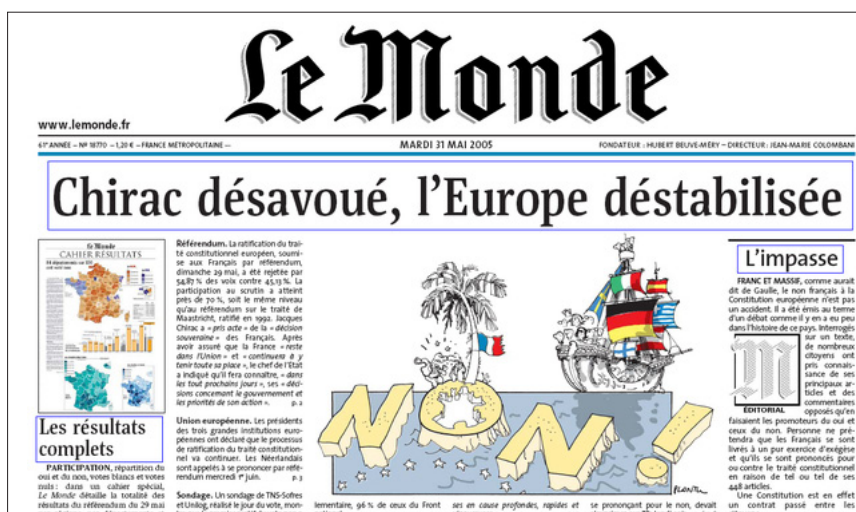 Le Monde
www.lemonde.fr
61e ANNÉE – Nº 18770 – 1,20 € – FRANCE MÉTROPOLITAINE —
MARDI 31 MAI 2005
FONDATEUR : HUBERT BEUVE-MÉRY – DIRECTEUR : JEAN-MARIE COLOMBANI
Chirac désavoué, l’Europe déstabilisée
Le Monde
CAHIER RÉSULTATS
Les résultats
complets
PARTICIPATION, répartition du
oui et du non, votes blancs et votes
nuls : dans un cahier spécial,
Le Monde détaille la totalité des
résultats du référendum du 29 mai
Référendum. La ratification du trai-
té constitutionnel européen, soumi-
se aux Français par référendum,
dimanche 29 mai, a été rejetée par
54,87 % des voix contre 45,13 %. La
participation au scrutin a atteint
près de 70 %, soit le même niveau
qu’au référendum sur le traité de
Maastricht, ratifié en 1992. Jacques
Chirac a « pris acte » de la « décision
souveraine » des Français. Après
avoir assuré que la France « reste
dans l’Union » et « continuera à y
tenir toute sa place », le chef de l’Etat
a indiqué qu’il fera connaître, « dans
les tout prochains jours », ses « déci-
sions concernant le gouvernement et
les priorités de son action ». p. 2
Union européenne. Les présidents
des trois grandes institutions euro-
péennes ont déclaré que le processus
de ratification du traité constitution-
nel va continuer. Les Néerlandais
sont appelés à se prononcer par réfé-
rendum mercredi 1er juin. p. 3
Sondage. Un sondage de TNS-Sofres
et Unilog, réalisé le jour du vote, mon-
NON!
PLANTU
lementaire, 96 % de ceux du Front
ses en cause profondes, rapides et
se prononçant pour le non, devait
L’impasse
FRANC ET MASSIF, comme aurait
dit de Gaulle, le non français à la
Constitution européenne n’est pas
un accident. Il a été émis au terme
d’un débat comme il y en a eu peu
dans l’histoire de ce pays. Interrogés
sur un texte,
de nombreux
citoyens ont
pris connais-
sance de ses
principaux ar-
ticles et des
commentaires
opposés qu’en
M
ÉDITORIAL
faisaient les promoteurs du oui et
ceux du non. Personne ne pré-
tendra que les Français se sont
livrés à un pur exercice d’exégèse
et qu’ils se sont prononcés pour
ou contre le traité constitutionnel
en raison de tel ou tel de ses
448 articles.
Une Constitution est en effet
un contrat passé entre les